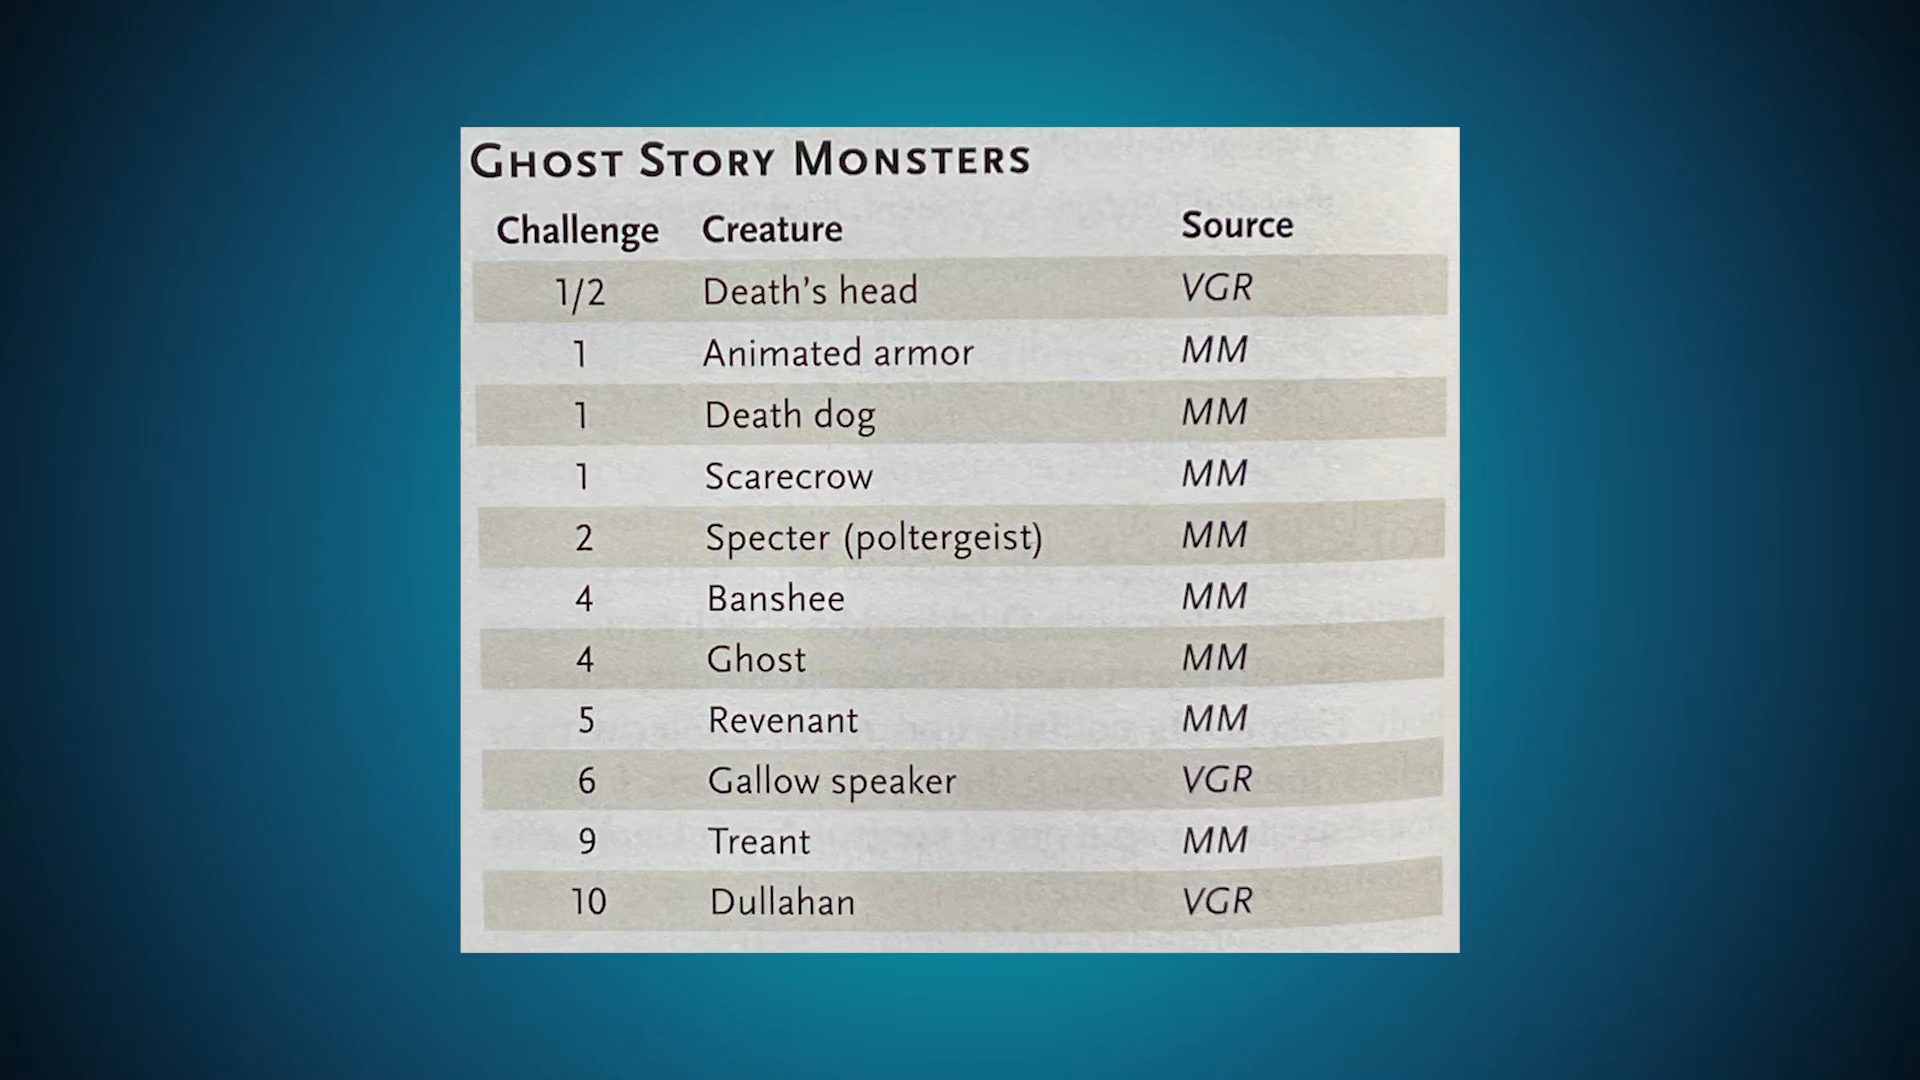 Ghost Story Monsters
Challenge Creature Source
1/2 Death's head VGR
1 Animated armor MM
1 Death dog MM
1 Scarecrow MM
2 Specter (poltergeist) MM
4 Banshee MM
4 Ghost MM
5 Revenant MM
6 Gallow speaker VGR
9 Treant MM
10 Dullahan VGR